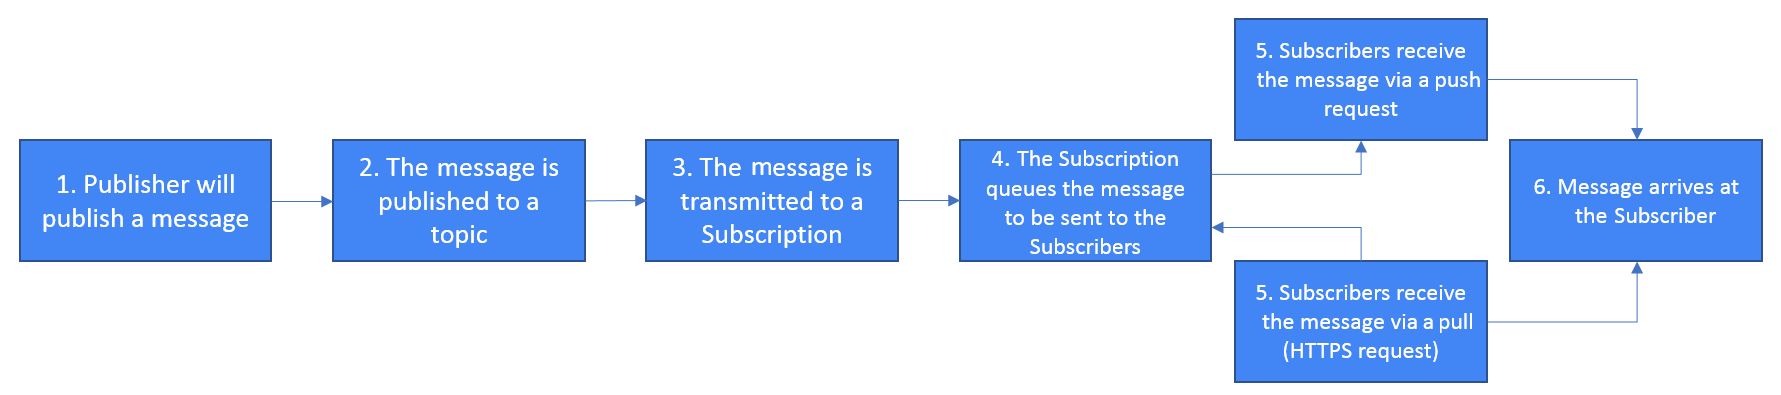 1. Publisher will
publish a message
2. The message is
published to a
topic
3. The message is
transmitted to a
Subscription
4. The Subscription
queues the message
to be sent to the
Subscribers
5. Subscribers receive
the message via a push
request
5. Subscribers receive
the message via a pull
(HTTPS request)
6. Message arrives at
the Subscriber